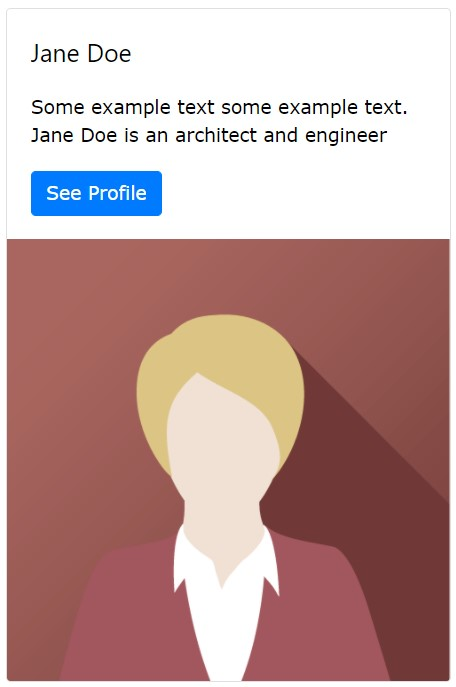 Jane Doe
Some example text some example text.
Jane Doe is an architect and engineer
See Profile